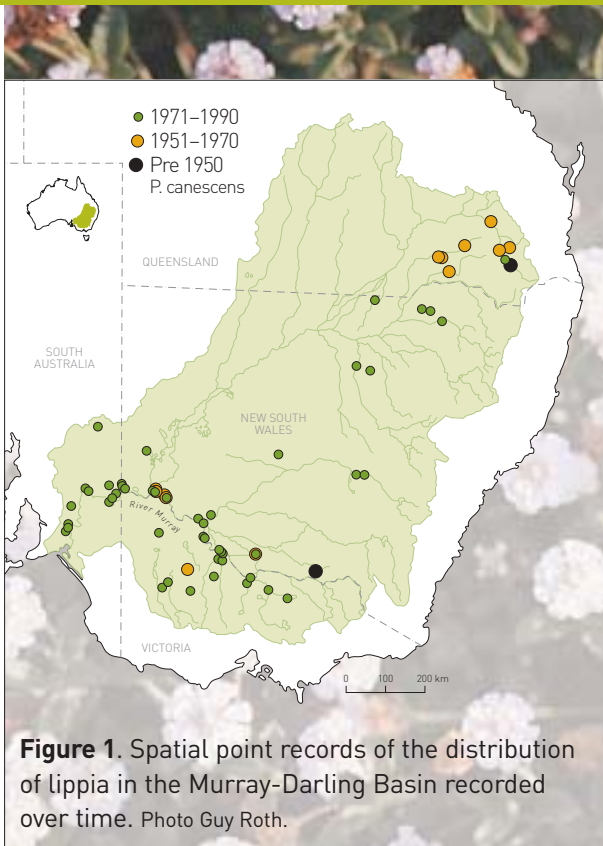 1971–1990
1951–1970
Pre 1950
P. canescens
QUEENSLAND
SOUTH
AUSTRALIA
NEW SOUTH
WALES
River Murray
VICTORIA
0 100 200 km
Figure 1. Spatial point records of the distribution
of lippia in the Murray-Darling Basin recorded
over time. Photo Guy Roth.